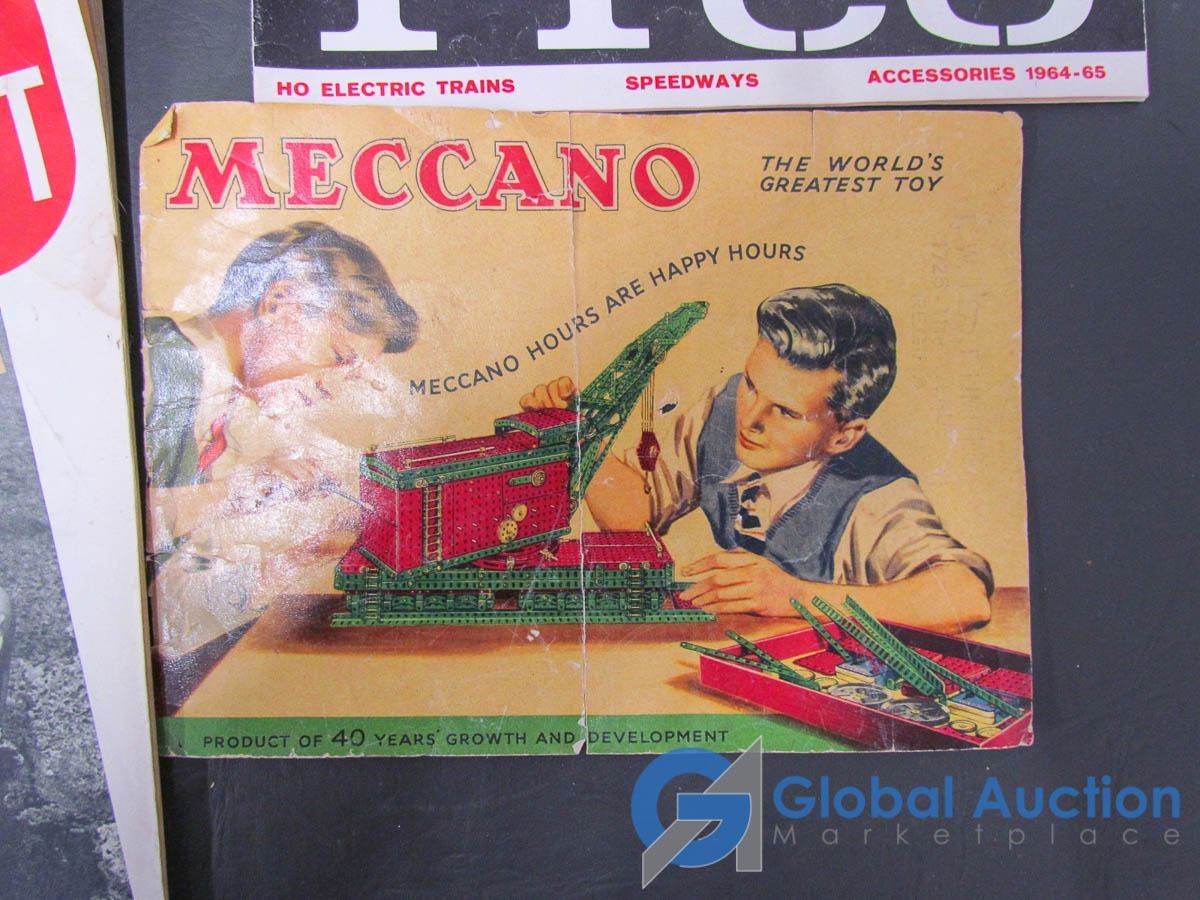 HO ELECTRIC TRAINS SPEEDWAYS ACCESSORIES 1964-65
T
MECCANO
THE WORLD'S
GREATEST TOY
MECCANO HOURS ARE HAPPY HOURS
PRODUCT OF 40 YEARS' GROWTH AND DEVELOPMENT
GA Global Auction
Marketplace